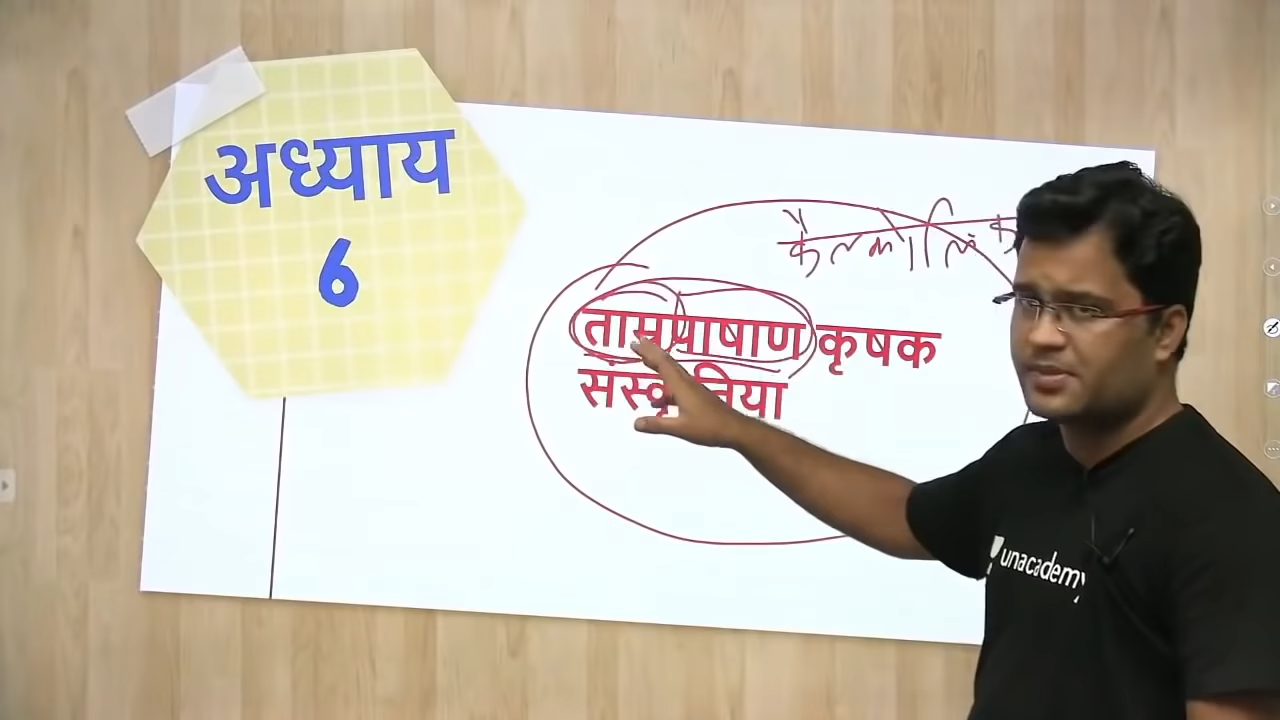 अध्याय
6
ताम्रपाषाण कृषक
संस्कृतिया
unacademy